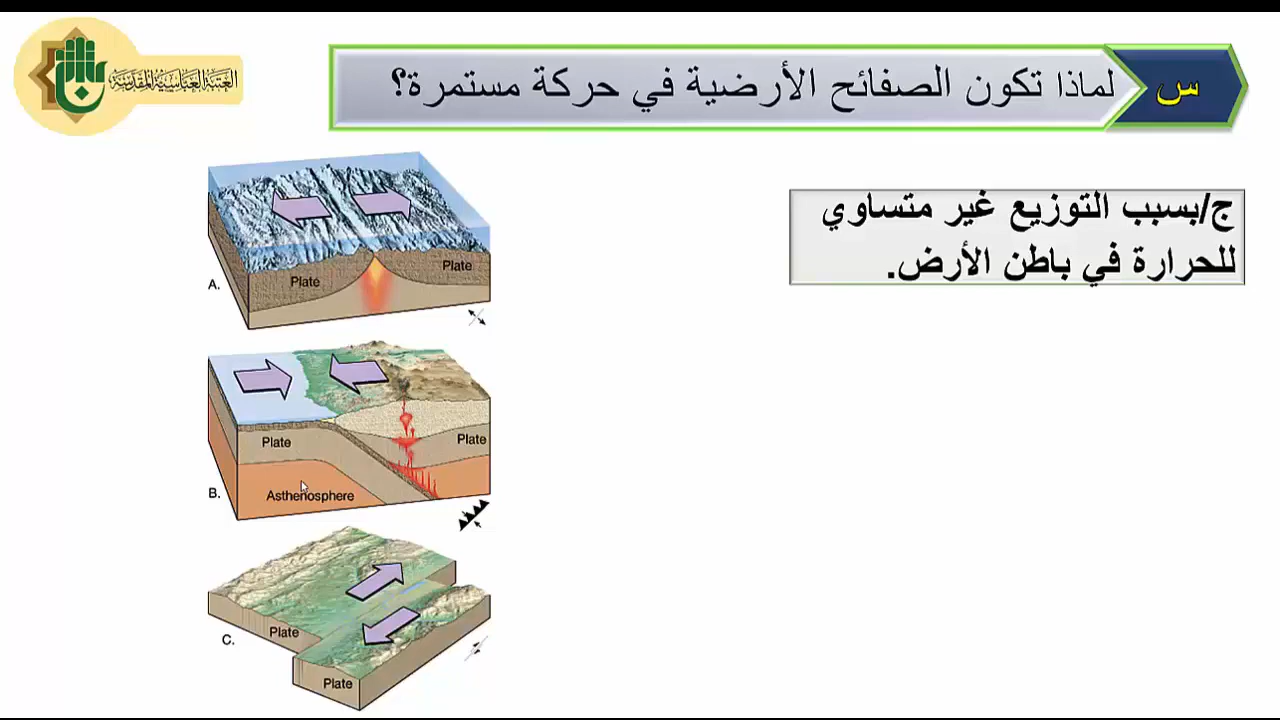 العتبة العباسية المقدسة
س
لماذا تكون الصفائح الأرضية في حركة مستمرة؟
ج/بسبب التوزيع غير متساوي
للحرارة في باطن الأرض.
Plate
Plate
A.
Plate
Plate
B.
Asthenosphere
Plate
C.
Plate